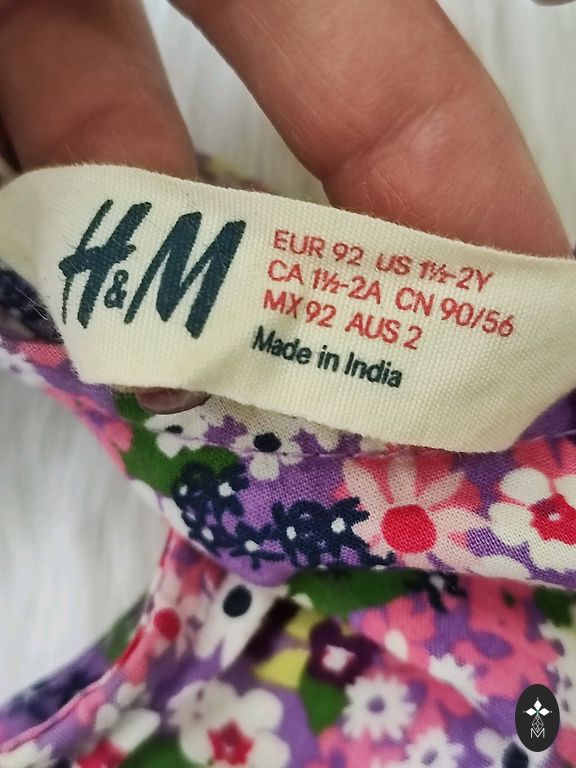 H&M
EUR 92 US 1½-2Y
CA 1½-2A CN 90/56
MX 92 AUS 2
Made in India
M